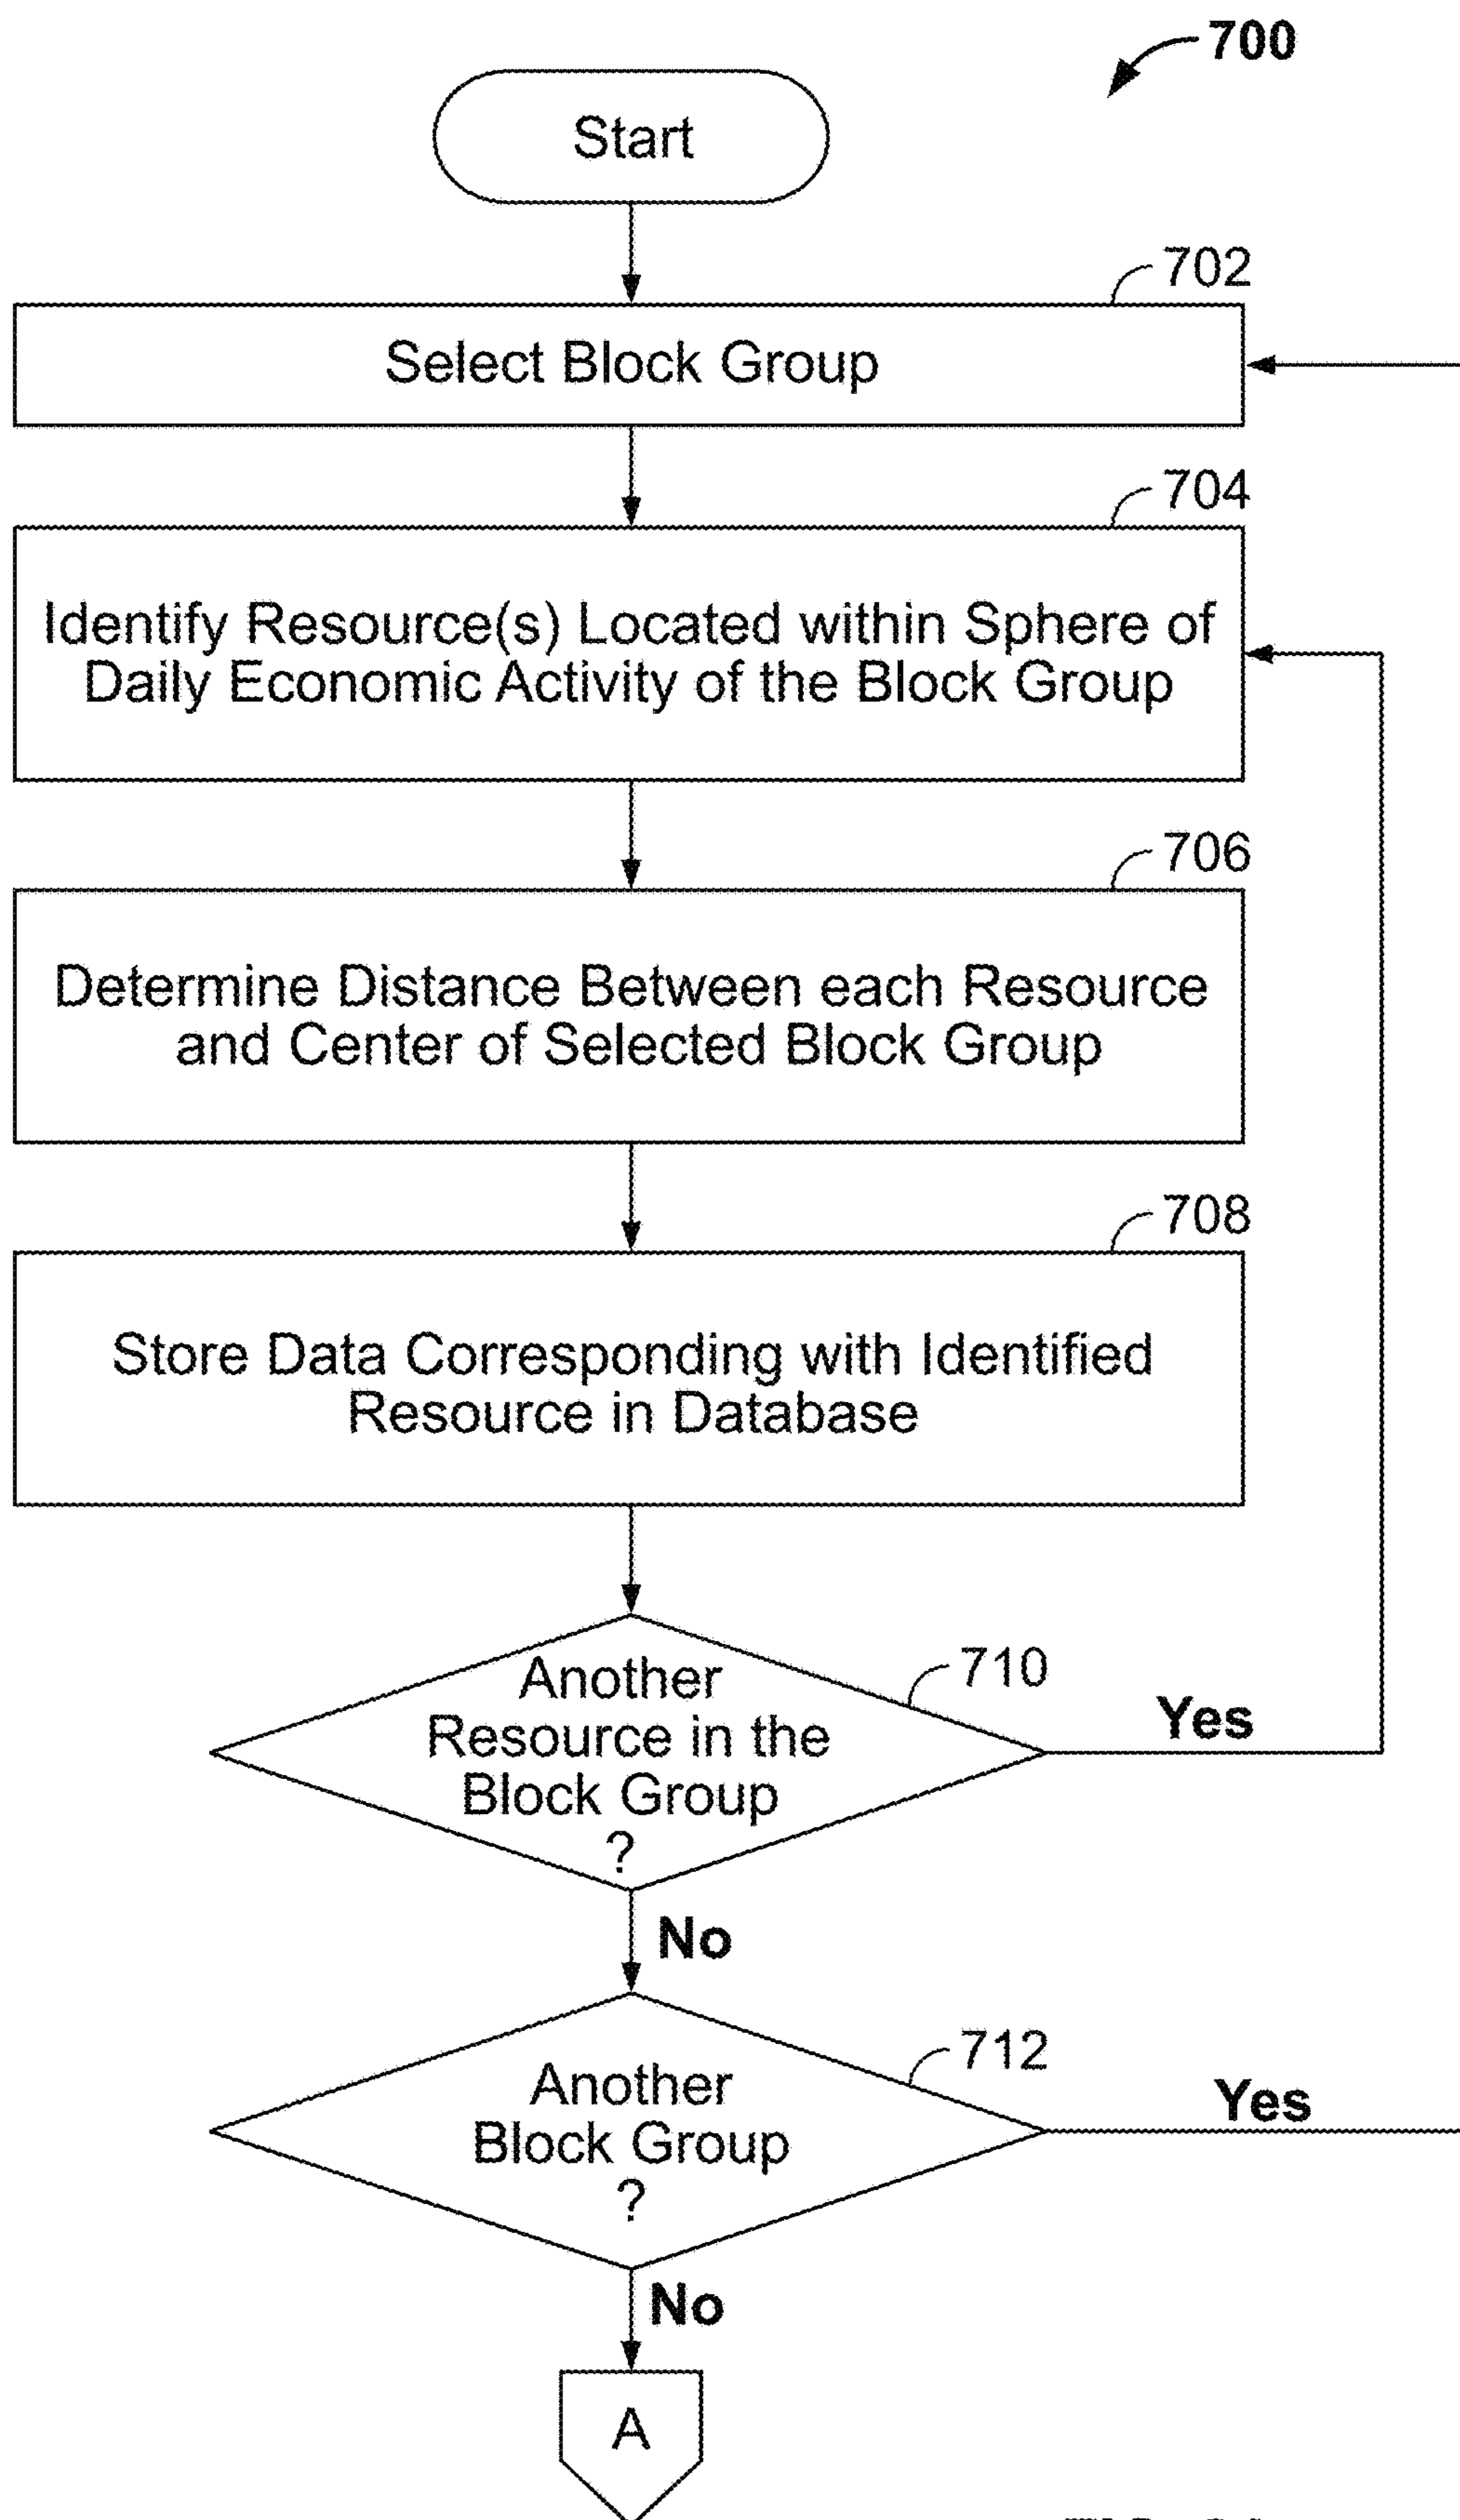 700
Start
702
Select Block Group
704
Identify Resource(s) Located within Sphere of
Daily Economic Activity of the Block Group
706
Determine Distance Between each Resource
and Center of Selected Block Group
708
Store Data Corresponding with Identified
Resource in Database
710
Another
Resource in the
Block Group
?
Yes
No
712
Another
Block Group
?
Yes
No
A